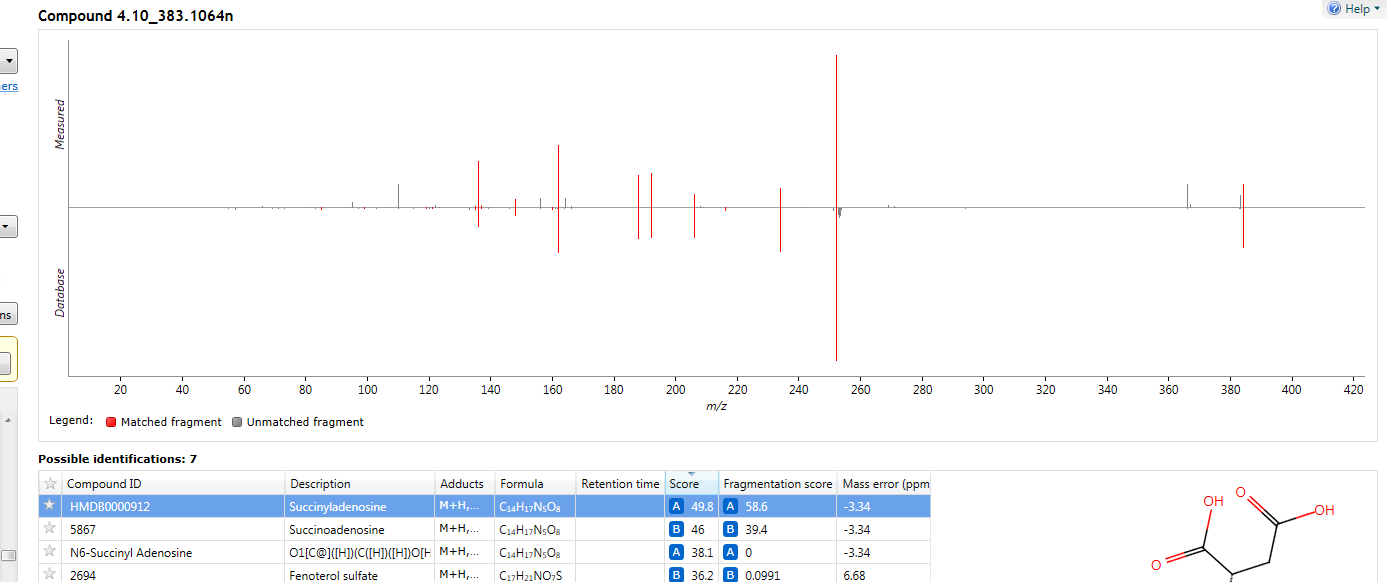 Compound 4.10_383.1064n
Help
ers
Measured
Database
20 40 60 80 100 120 140 160 180 200 220 240 260 280 300 320 340 360 380 400 420
m/z
ns
Legend: Matched fragment Unmatched fragment
Possible identifications: 7
Compound ID Description Adducts Formula Retention time Score Fragmentation score Mass error (ppm
HMDB0000912 Succinyladenosine M+H,... C₁₄H₁₇N₅O₈ A 49.8 A 58.6 -3.34
5867 Succinoadenosine M+H,... C₁₄H₁₇N₅O₈ B 46 B 39.4 -3.34
N6-Succinyl Adenosine O1[C@]([H])(C([H])([H])O[H M+H,... C₁₄H₁₇N₅O₈ A 38.1 A 0 -3.34
2694 Fenoterol sulfate M+H,... C₁₇H₂₁NO₇S B 36.2 B 0.0991 6.68
OH O OH
O